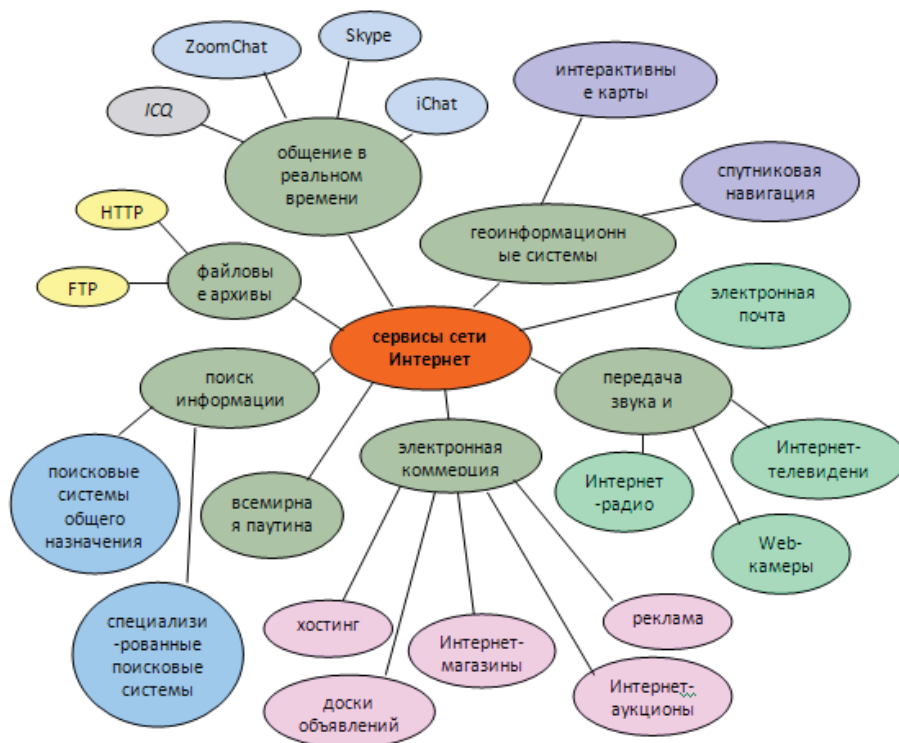 ZoomChat
Skype
ICQ
iChat
общение в
реальном
времени
интерактивны
е карты
спутниковая
навигация
геоинформационн
ые системы
HTTP
FTP
файловы
е архивы
электронная
почта
сервисы сети
Интернет
поиск
информации
передача
звука и
поисковые
системы
общего
назначения
всемирна
я паутина
электронная
коммерция
Интернет
-радио
Интернет-
телевидени
Web-
камеры
специализи
-рованные
поисковые
системы
хостинг
доски
объявлений
Интернет-
магазины
реклама
Интернет-
аукционы